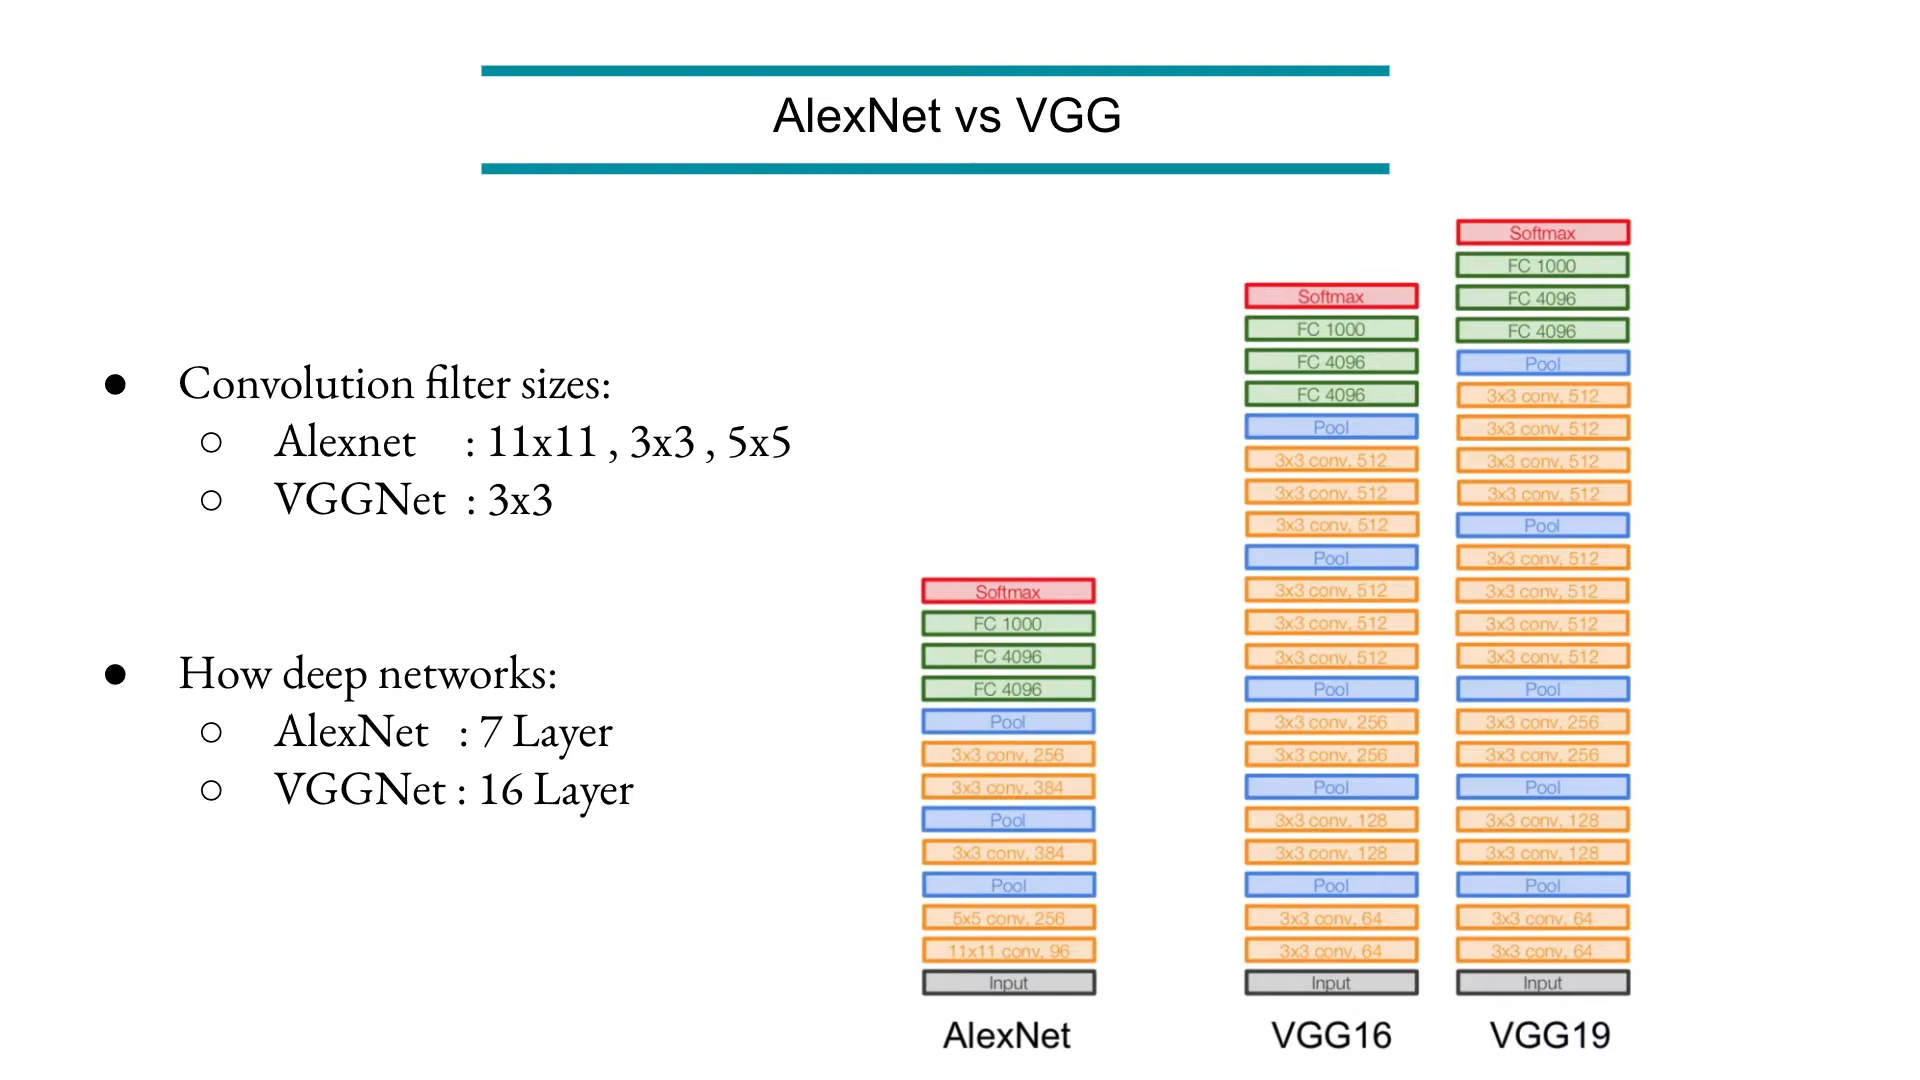 AlexNet vs VGG
● Convolution filter sizes:
○ Alexnet : 11x11 , 3x3 , 5x5
○ VGGNet : 3x3
● How deep networks:
○ AlexNet : 7 Layer
○ VGGNet : 16 Layer
Softmax
FC 1000
FC 4096
FC 4096
Pool
3x3 conv, 256
3x3 conv, 384
Pool
3x3 conv, 384
Pool
5x5 conv, 256
11x11 conv, 96
Input
AlexNet
Softmax
FC 1000
FC 4096
FC 4096
Pool
3x3 conv, 512
3x3 conv, 512
3x3 conv, 512
Pool
3x3 conv, 512
3x3 conv, 512
3x3 conv, 512
Pool
3x3 conv, 256
3x3 conv, 256
Pool
3x3 conv, 128
3x3 conv, 128
Pool
3x3 conv, 64
3x3 conv, 64
Input
VGG16
Softmax
FC 1000
FC 4096
FC 4096
Pool
3x3 conv, 512
3x3 conv, 512
3x3 conv, 512
3x3 conv, 512
Pool
3x3 conv, 512
3x3 conv, 512
3x3 conv, 512
3x3 conv, 512
Pool
3x3 conv, 256
3x3 conv, 256
Pool
3x3 conv, 128
3x3 conv, 128
Pool
3x3 conv, 64
3x3 conv, 64
Input
VGG19